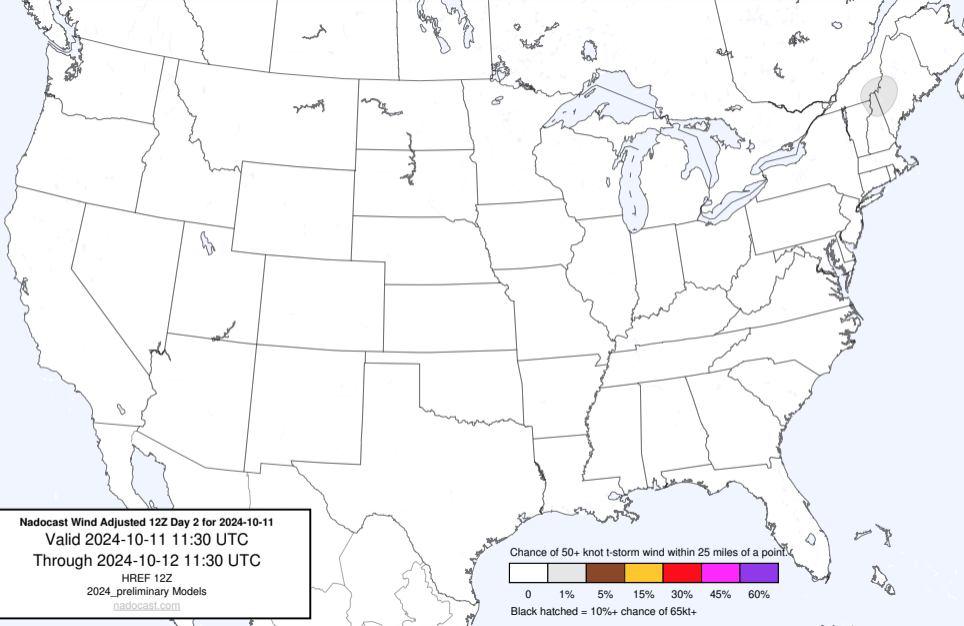 Nadocast Wind Adjusted 12Z Day 2 for 2024-10-11
Valid 2024-10-11 11:30 UTC
Through 2024-10-12 11:30 UTC
HREF 12Z
2024_preliminary Models
nadocast.com
Chance of 50+ knot t-storm wind within 25 miles of a point.
0 1% 5% 15% 30% 45% 60%
Black hatched = 10%+ chance of 65kt+